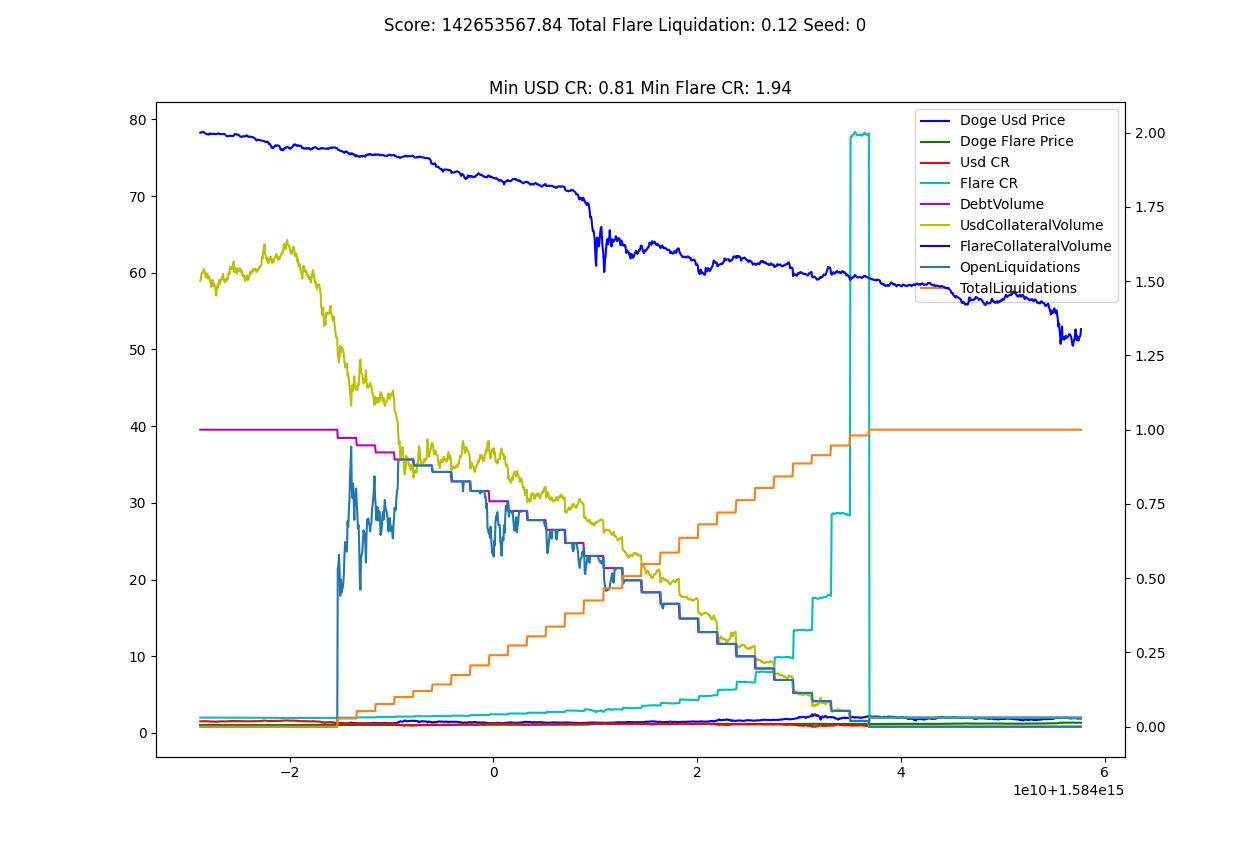 Score: 142653567.84 Total Flare Liquidation: 0.12 Seed: 0
Min USD CR: 0.81 Min Flare CR: 1.94
80
70
60
50
40
30
20
10
0
2.00
1.75
1.50
1.25
1.00
0.75
0.50
0.25
0.00
Doge Usd Price
Doge Flare Price
Usd CR
Flare CR
DebtVolume
UsdCollateralVolume
FlareCollateralVolume
OpenLiquidations
TotalLiquidations
−2 0 2 4 6
1e10+1.584e15